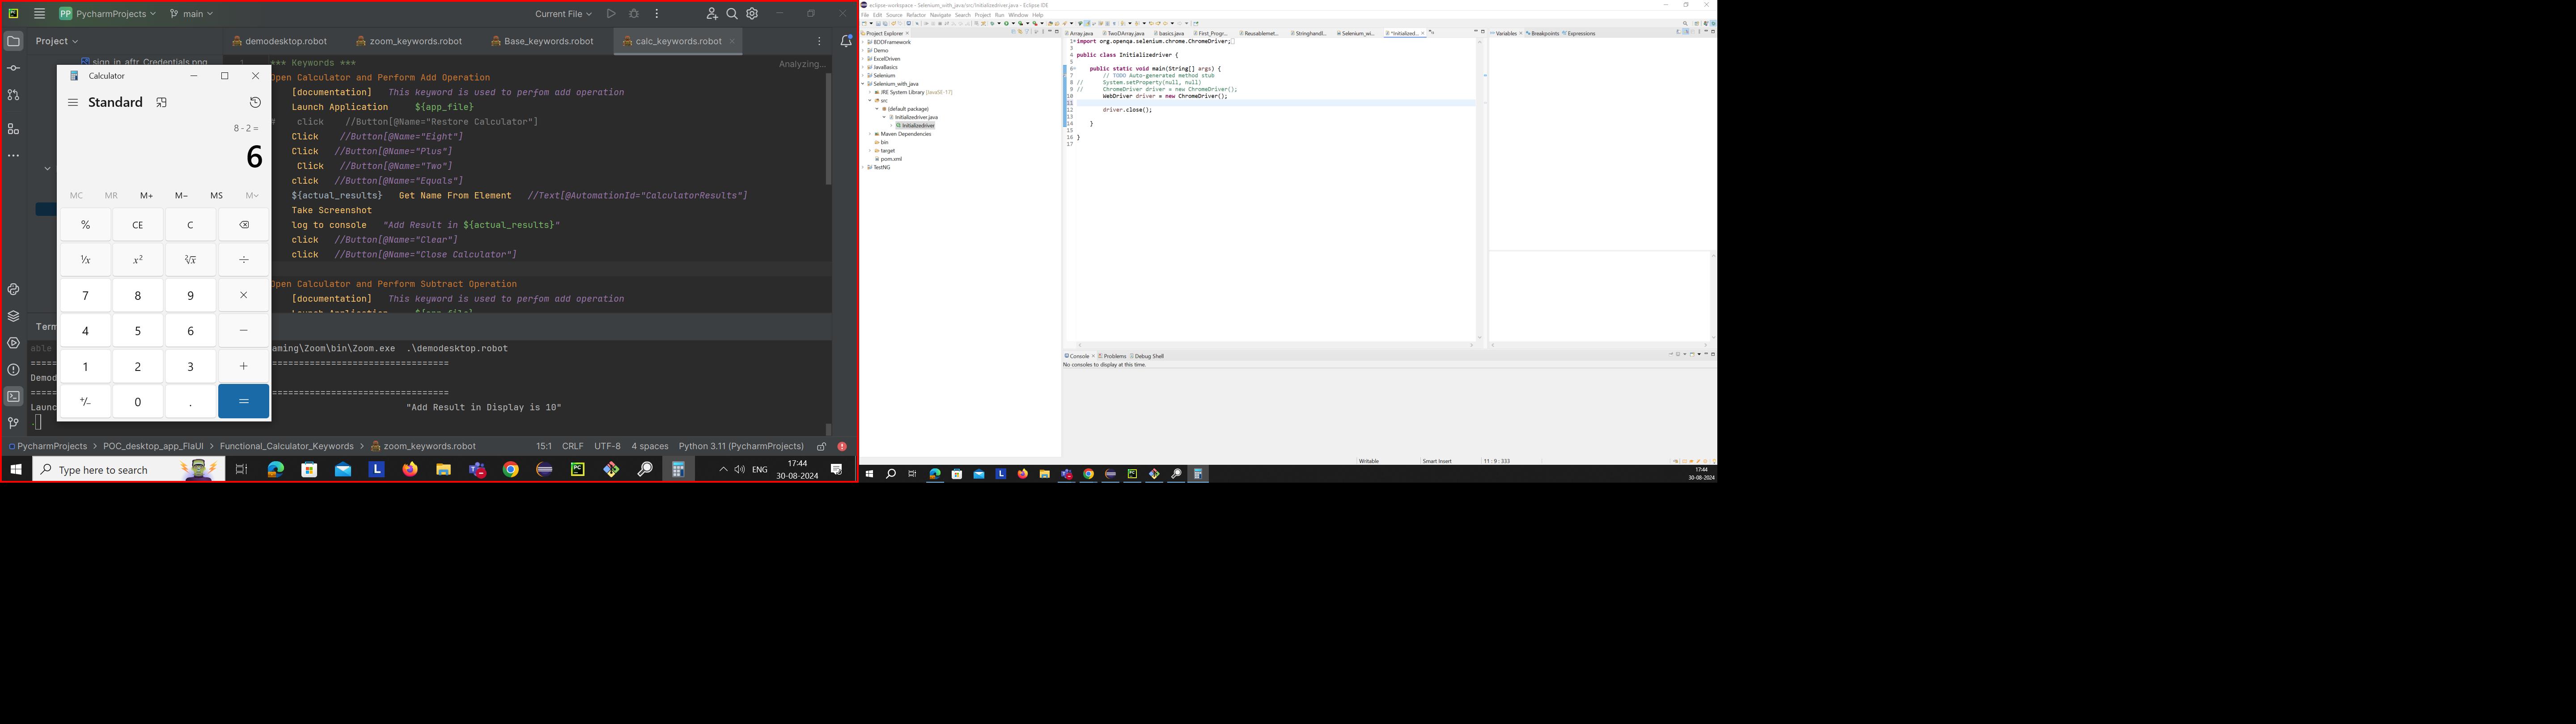 PP PycharmProjects main Current File
Project demodesktop.robot zoom_keywords.robot Base_keywords.robot calc_keywords.robot
sign_in_aftr_Credentials.png 1 *** Keywords *** Analyzing...
Open Calculator and Perform Add Operation
[documentation] This keyword is used to perfom add operation
Launch Application ${app_file}
# click //Button[@Name="Restore Calculator"]
Click //Button[@Name="Eight"]
Click //Button[@Name="Plus"]
Click //Button[@Name="Two"]
click //Button[@Name="Equals"]
${actual_results} Get Name From Element //Text[@AutomationId="CalculatorResults"]
Take Screenshot
log to console "Add Result in ${actual_results}"
click //Button[@Name="Clear"]
click //Button[@Name="Close Calculator"]
Open Calculator and Perform Subtract Operation
[documentation] This keyword is used to perfom add operation
Launch Application ${app_file}
Calculator
Standard
8 - 2 =
6
MC MR M+ M− MS M
% CE C
¹/x x² ²√x ÷
7 8 9 ×
4 5 6 −
1 2 3 +
+/− 0 . =
Term
able aming\Zoom\bin\Zoom.exe .\demodesktop.robot
Demod
Launc "Add Result in Display is 10"
.
PycharmProjects > POC_desktop_app_FlaUI > Functional_Calculator_Keywords > zoom_keywords.robot 15:1 CRLF UTF-8 4 spaces Python 3.11 (PycharmProjects)
Type here to search L PC ENG 17:44
30-08-2024
eclipse-workspace - Selenium_with_java/src/Initializedriver.java - Eclipse IDE
File Edit Source Refactor Navigate Search Project Run Window Help
Project Explorer
BDDFramework
Demo
ExcelDriven
JavaBasics
Selenium
Selenium_with_java
JRE System Library [JavaSE-17]
src
(default package)
Initializedriver.java
Initializedriver
Maven Dependencies
bin
target
pom.xml
TestNG
Array.java TwoDArray.java basics.java First_Progr... Reusablemet... Stringhandl... Selenium_wi... *Initialized...
1 import org.openqa.selenium.chrome.ChromeDriver;
3
4 public class Initializedriver {
5
6 public static void main(String[] args) {
7 // TODO Auto-generated method stub
8 // System.setProperty(null, null)
9 // ChromeDriver driver = new ChromeDriver();
10 WebDriver driver = new ChromeDriver();
11
12 driver.close();
13
14 }
15
16 }
17
Variables Breakpoints Expressions
Console Problems Debug Shell
No consoles to display at this time.
Writable Smart Insert 11 : 9 : 333
17:44
30-08-2024